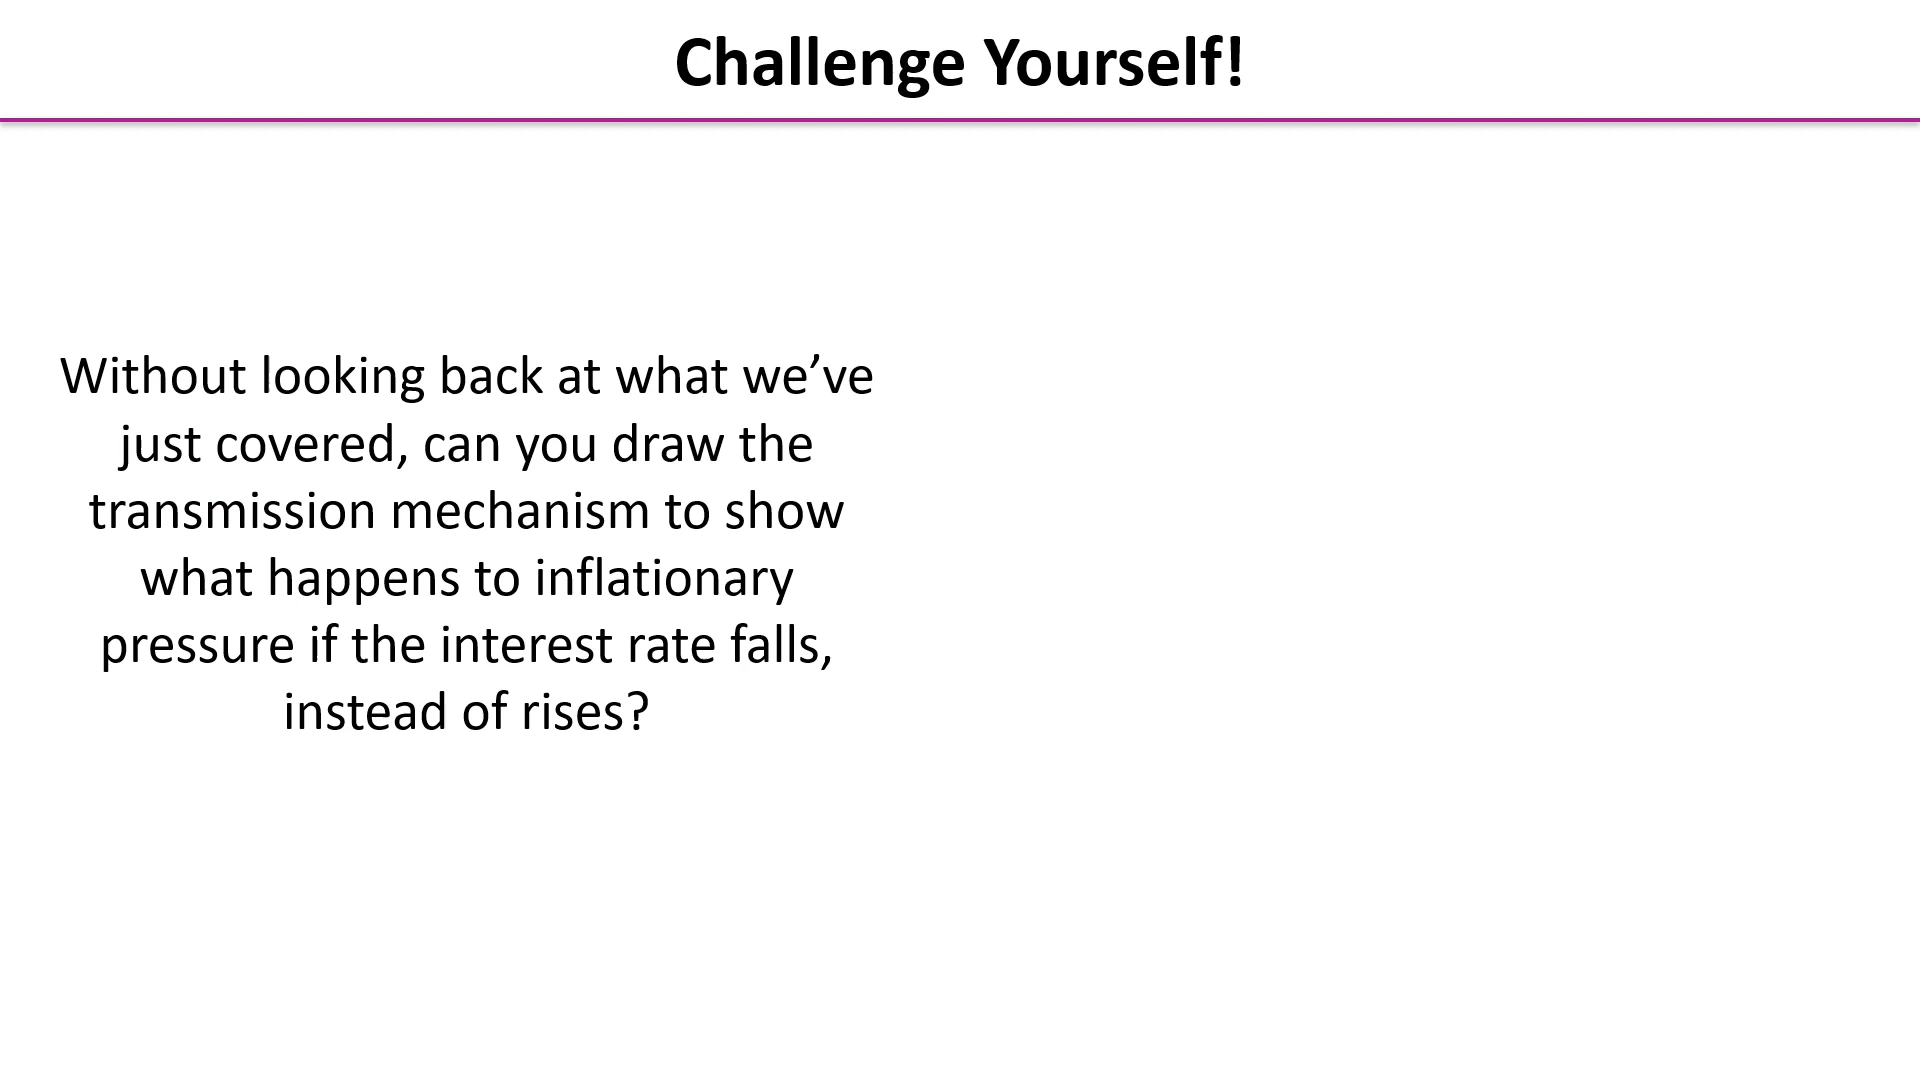 Challenge Yourself!
Without looking back at what we’ve
just covered, can you draw the
transmission mechanism to show
what happens to inflationary
pressure if the interest rate falls,
instead of rises?